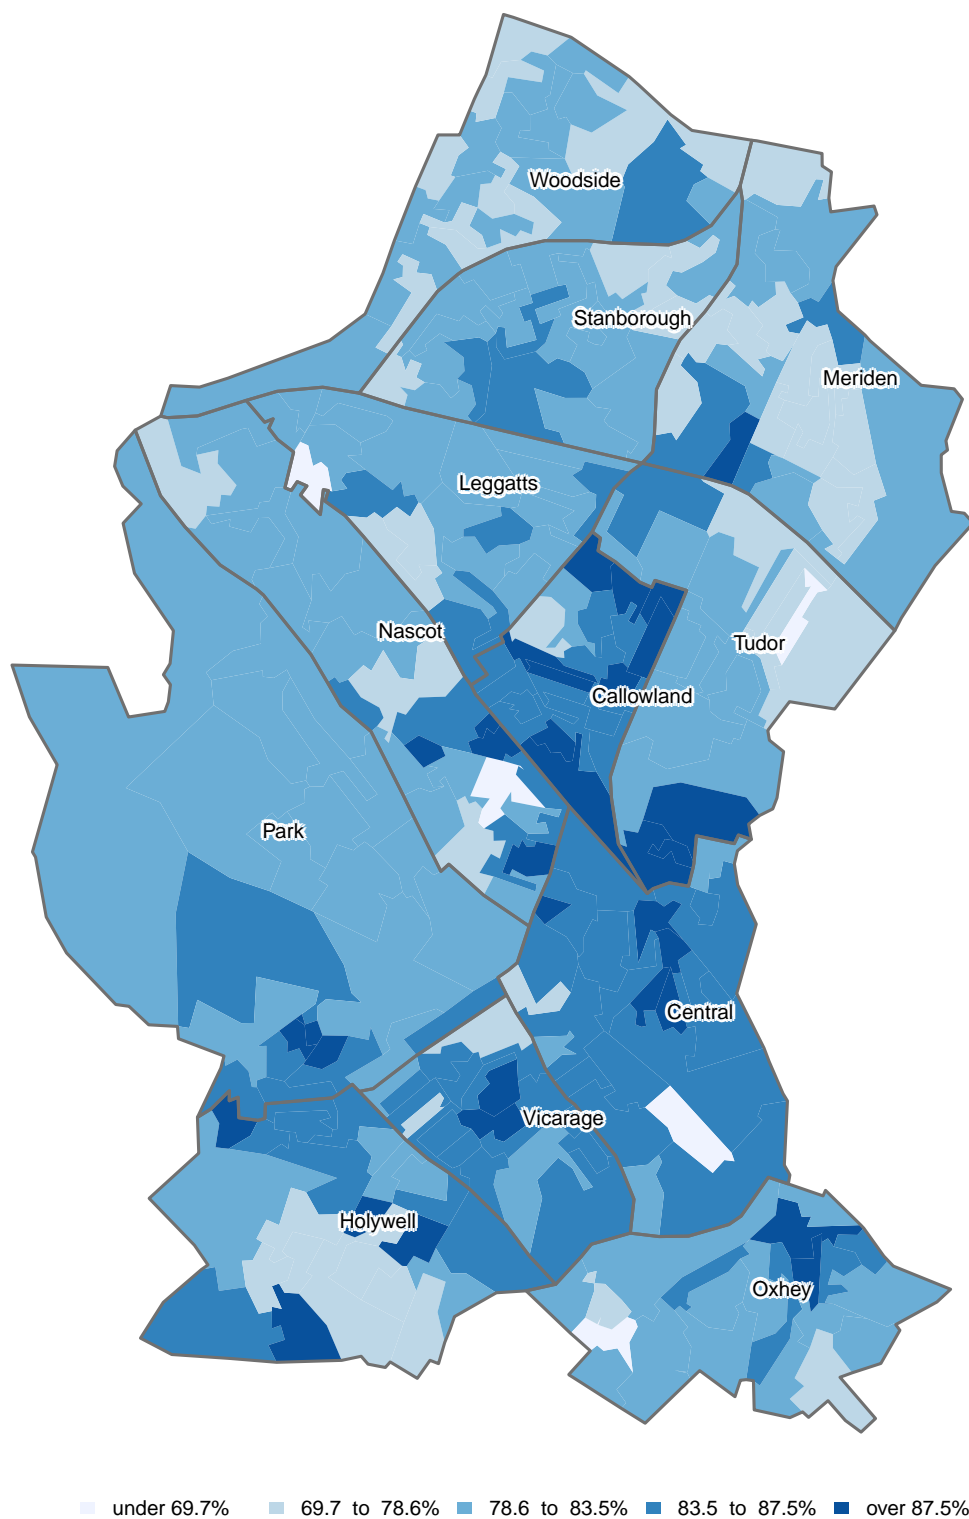 Woodside
Stanborough
Meriden
Leggatts
Nascot
Tudor
Callowland
Park
Central
Vicarage
Holywell
Oxhey
under 69.7% 69.7 to 78.6% 78.6 to 83.5% 83.5 to 87.5% over 87.5%